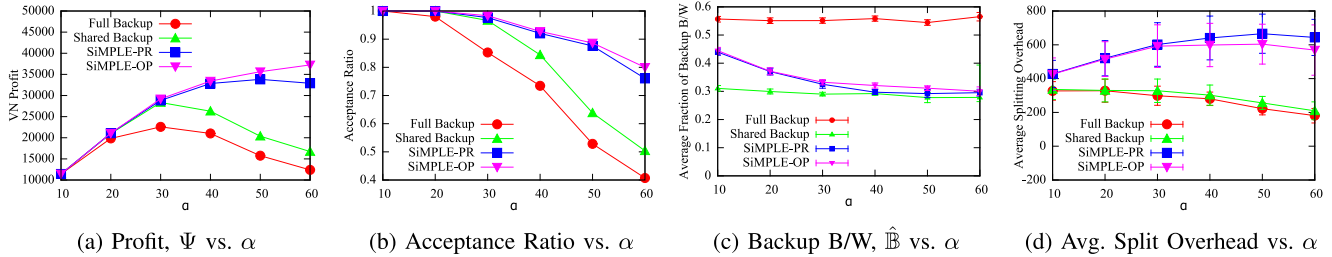 50000
45000
40000
35000
30000
25000
20000
15000
10000
VN Profit
Full Backup
Shared Backup
SiMPLE-PR
SiMPLE-OP
10 20 30 40 50 60
α
(a) Profit, Ψ vs. α
1
0.9
0.8
0.7
0.6
0.5
0.4
Acceptance Ratio
Full Backup
Shared Backup
SiMPLE-PR
SiMPLE-OP
10 20 30 40 50 60
α
(b) Acceptance Ratio vs. α
0.6
0.5
0.4
0.3
0.2
0.1
0
Average Fraction of Backup B/W
Full Backup
Shared Backup
SiMPLE-PR
SiMPLE-OP
10 20 30 40 50 60
α
(c) Backup B/W, 𝔹̂ vs. α
800
600
400
200
0
-200
Average Splitting Overhead
Full Backup
Shared Backup
SiMPLE-PR
SiMPLE-OP
10 20 30 40 50 60
α
(d) Avg. Split Overhead vs. α